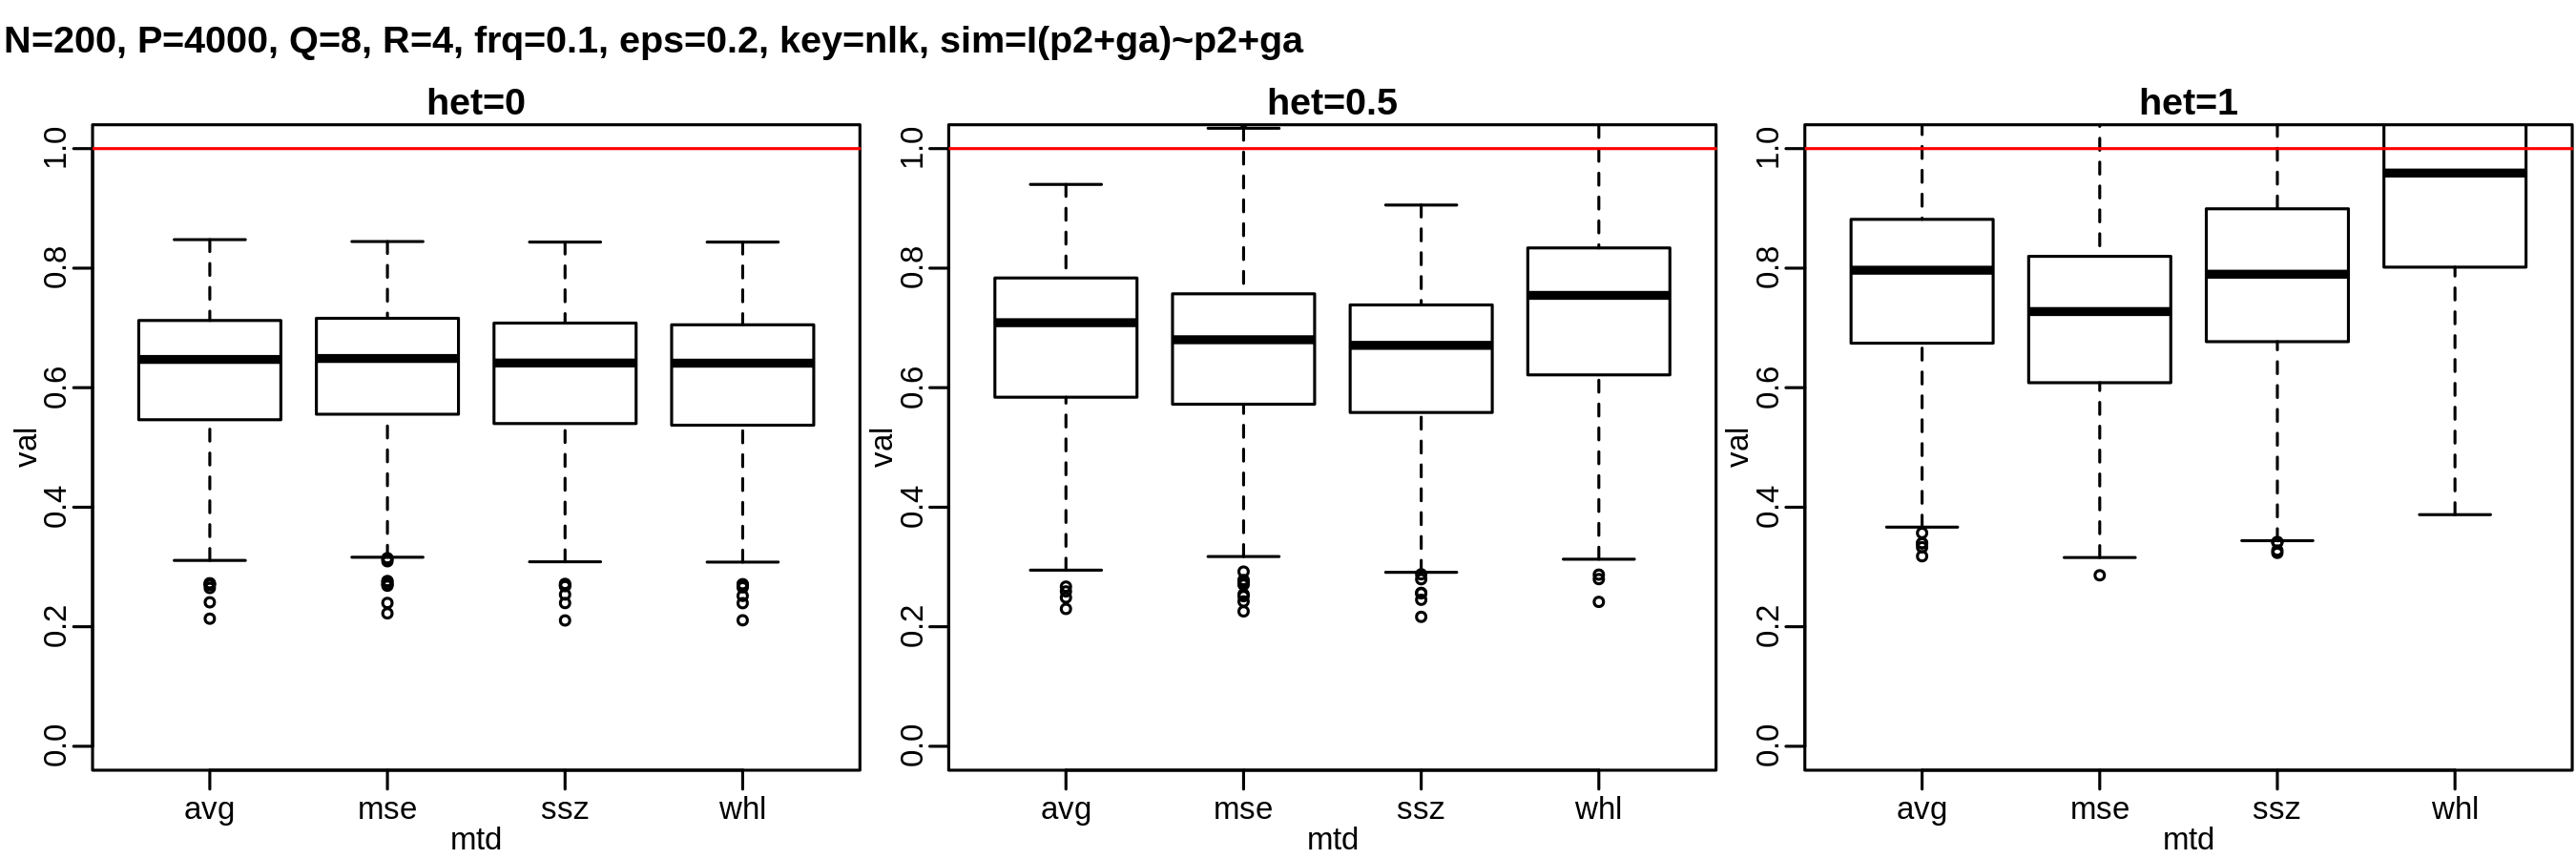 N=200, P=4000, Q=8, R=4, frq=0.1, eps=0.2, key=nlk, sim=I(p2+ga)~p2+ga
het=0
1.0
0.8
0.6
0.4
0.2
0.0
val
avg mse ssz whl
mtd
het=0.5
1.0
0.8
0.6
0.4
0.2
0.0
val
avg mse ssz whl
mtd
het=1
1.0
0.8
0.6
0.4
0.2
0.0
val
avg mse ssz whl
mtd